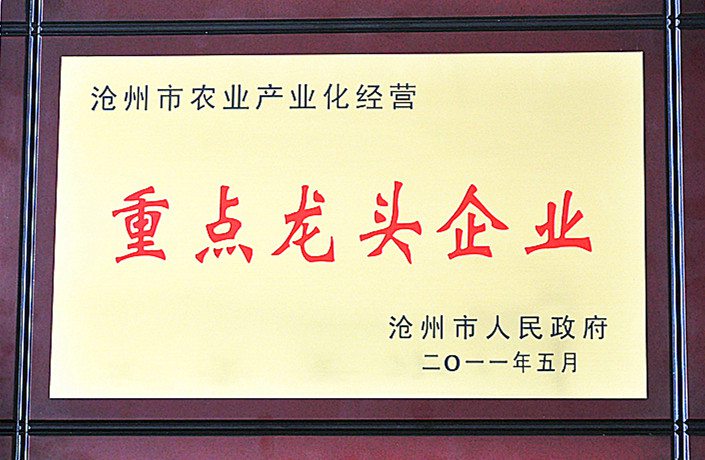 沧州市农业产业化经营
重点龙头企业
沧州市人民政府
二O一一年五月